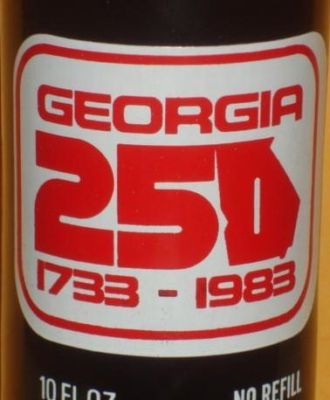 GEORGIA
250
1733 - 1983
10 FL OZ
NO REFILL